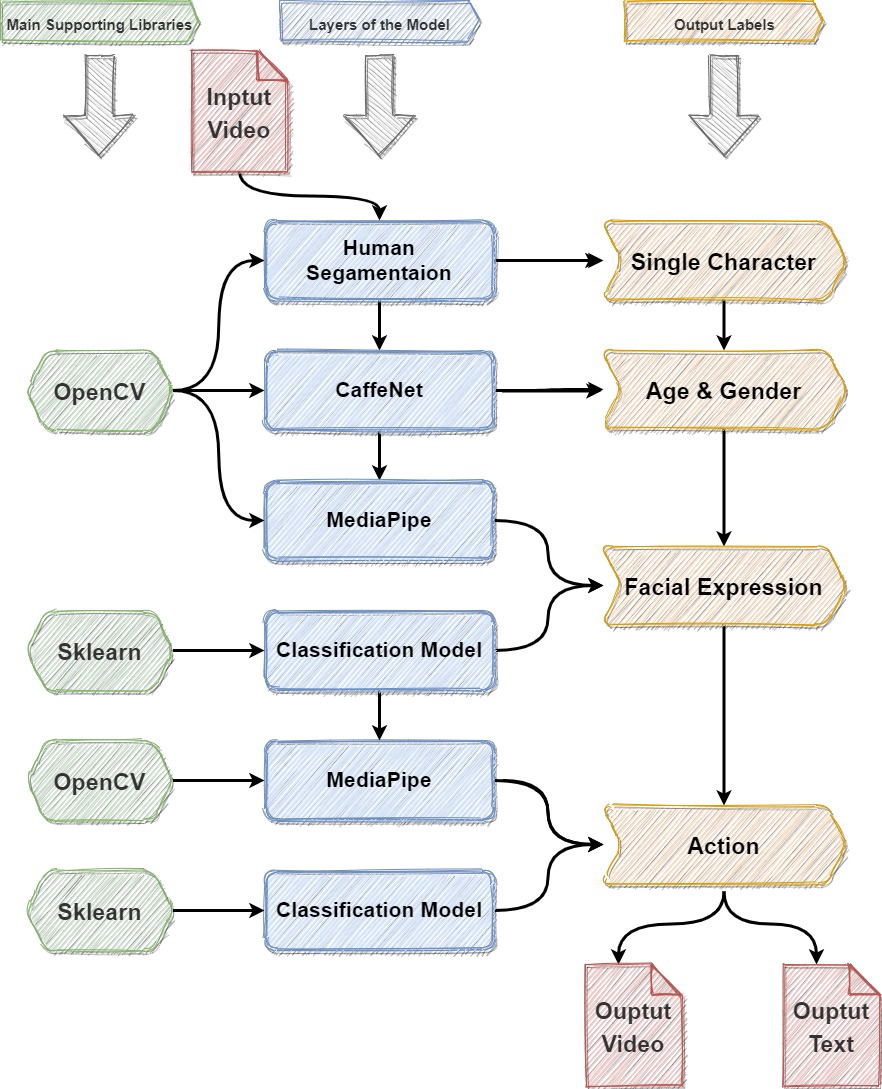 Main Supporting Libraries
Layers of the Model
Output Labels
Inptut
Video
Human
Segamentaion
Single Character
OpenCV
CaffeNet
Age & Gender
MediaPipe
Facial Expression
Sklearn
Classification Model
OpenCV
MediaPipe
Action
Sklearn
Classification Model
Ouptut
Video
Ouptut
Text